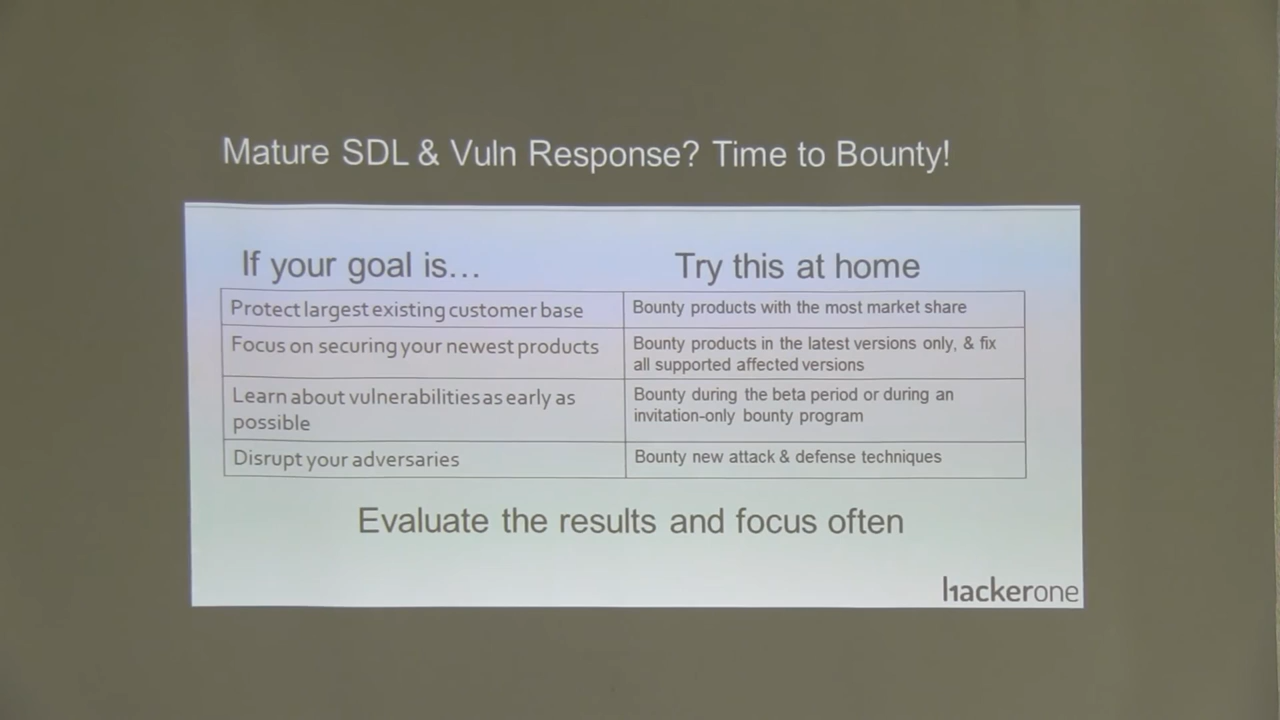 Mature SDL & Vuln Response? Time to Bounty!
If your goal is...
Try this at home
Protect largest existing customer base
Bounty products with the most market share
Focus on securing your newest products
Bounty products in the latest versions only, & fix
all supported affected versions
Learn about vulnerabilities as early as
possible
Bounty during the beta period or during an
invitation-only bounty program
Disrupt your adversaries
Bounty new attack & defense techniques
Evaluate the results and focus often
hackerone